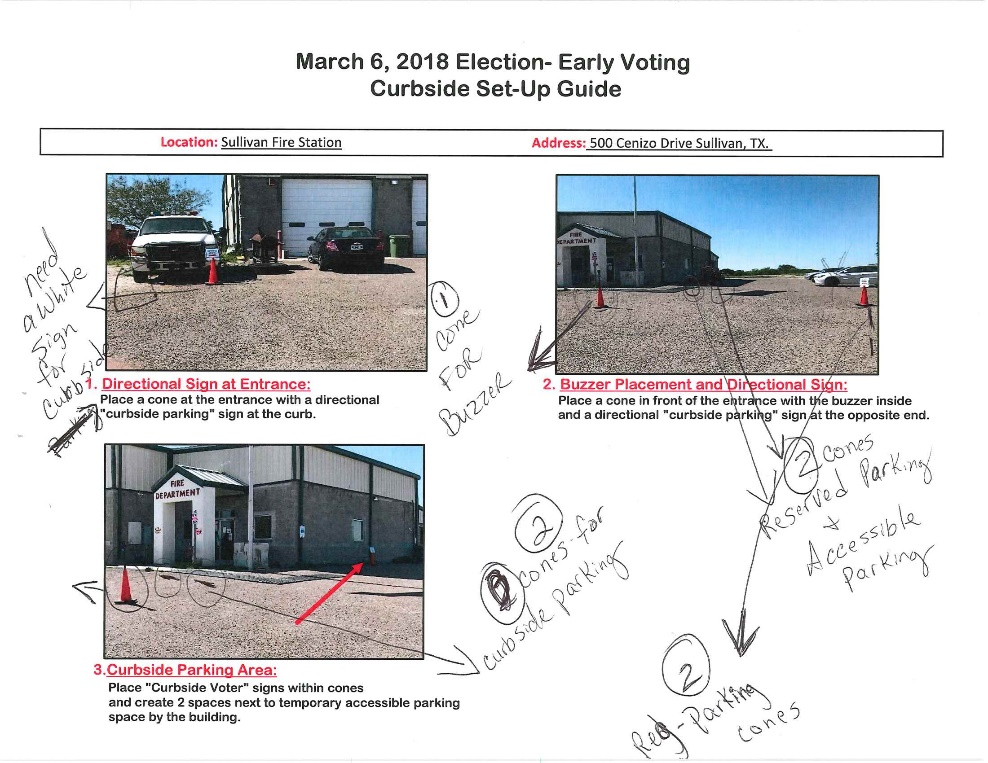 March 6, 2018 Election- Early Voting
Curbside Set-Up Guide
Location: Sullivan Fire Station
Address: 500 Cenizo Drive Sullivan, TX.
need
a white
sign
for
Curbside
Parking
1 cone
FOR
Buzzer
FIRE
DEPARTMENT
1. Directional Sign at Entrance:
Place a cone at the entrance with a directional
"curbside parking" sign at the curb.
2. Buzzer Placement and Directional Sign:
Place a cone in front of the entrance with the buzzer inside
and a directional "curbside parking" sign at the opposite end.
2 cones
Reserved Parking
+
Accessible
Parking
FIRE
DEPARTMENT
2
cones-for
curbside parking
2
Reg-Parking
cones
3.Curbside Parking Area:
Place "Curbside Voter" signs within cones
and create 2 spaces next to temporary accessible parking
space by the building.